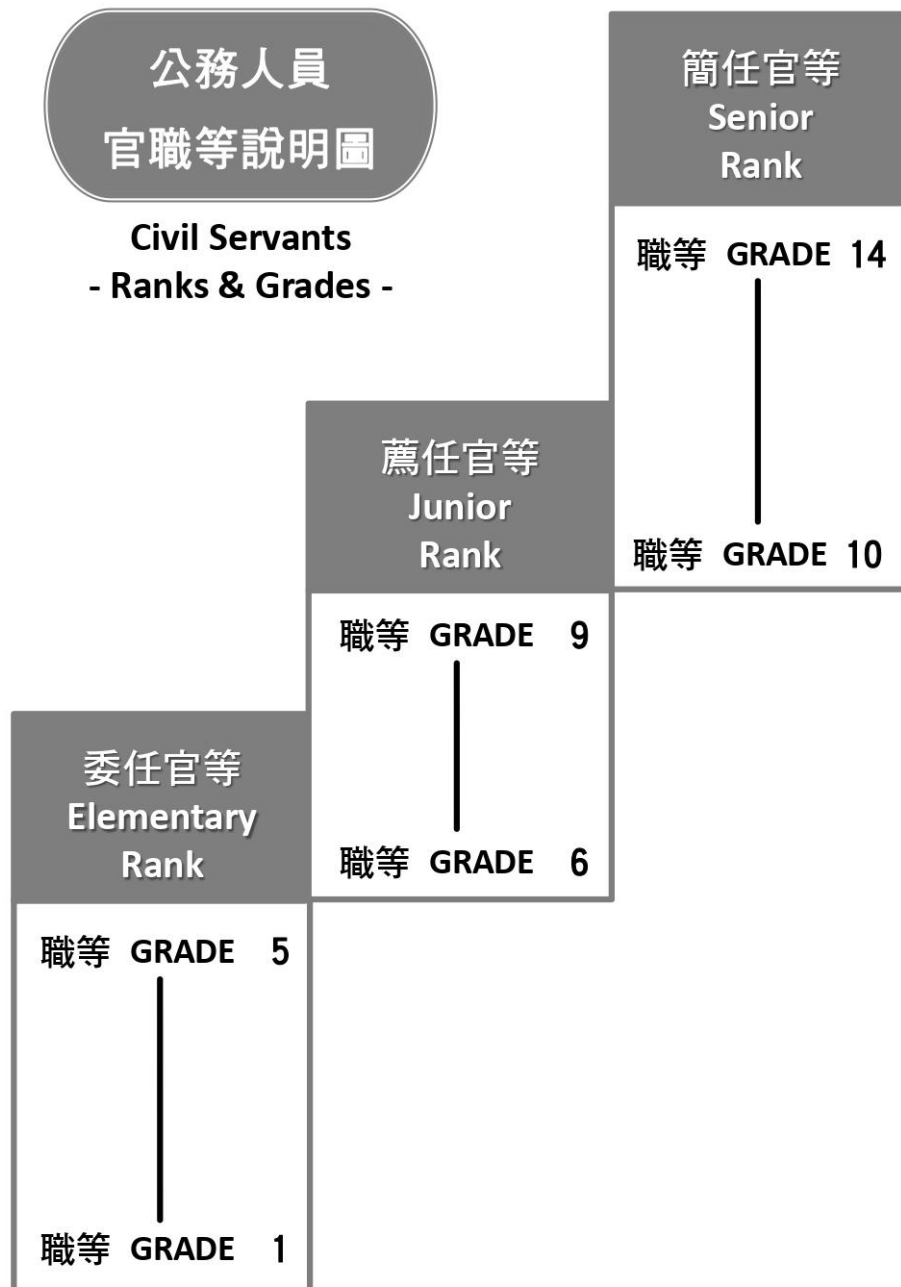 公務人員
官職等說明圖
Civil Servants
- Ranks & Grades -
簡任官等
Senior
Rank
職等 GRADE 14
職等 GRADE 10
薦任官等
Junior
Rank
職等 GRADE 9
職等 GRADE 6
委任官等
Elementary
Rank
職等 GRADE 5
職等 GRADE 1